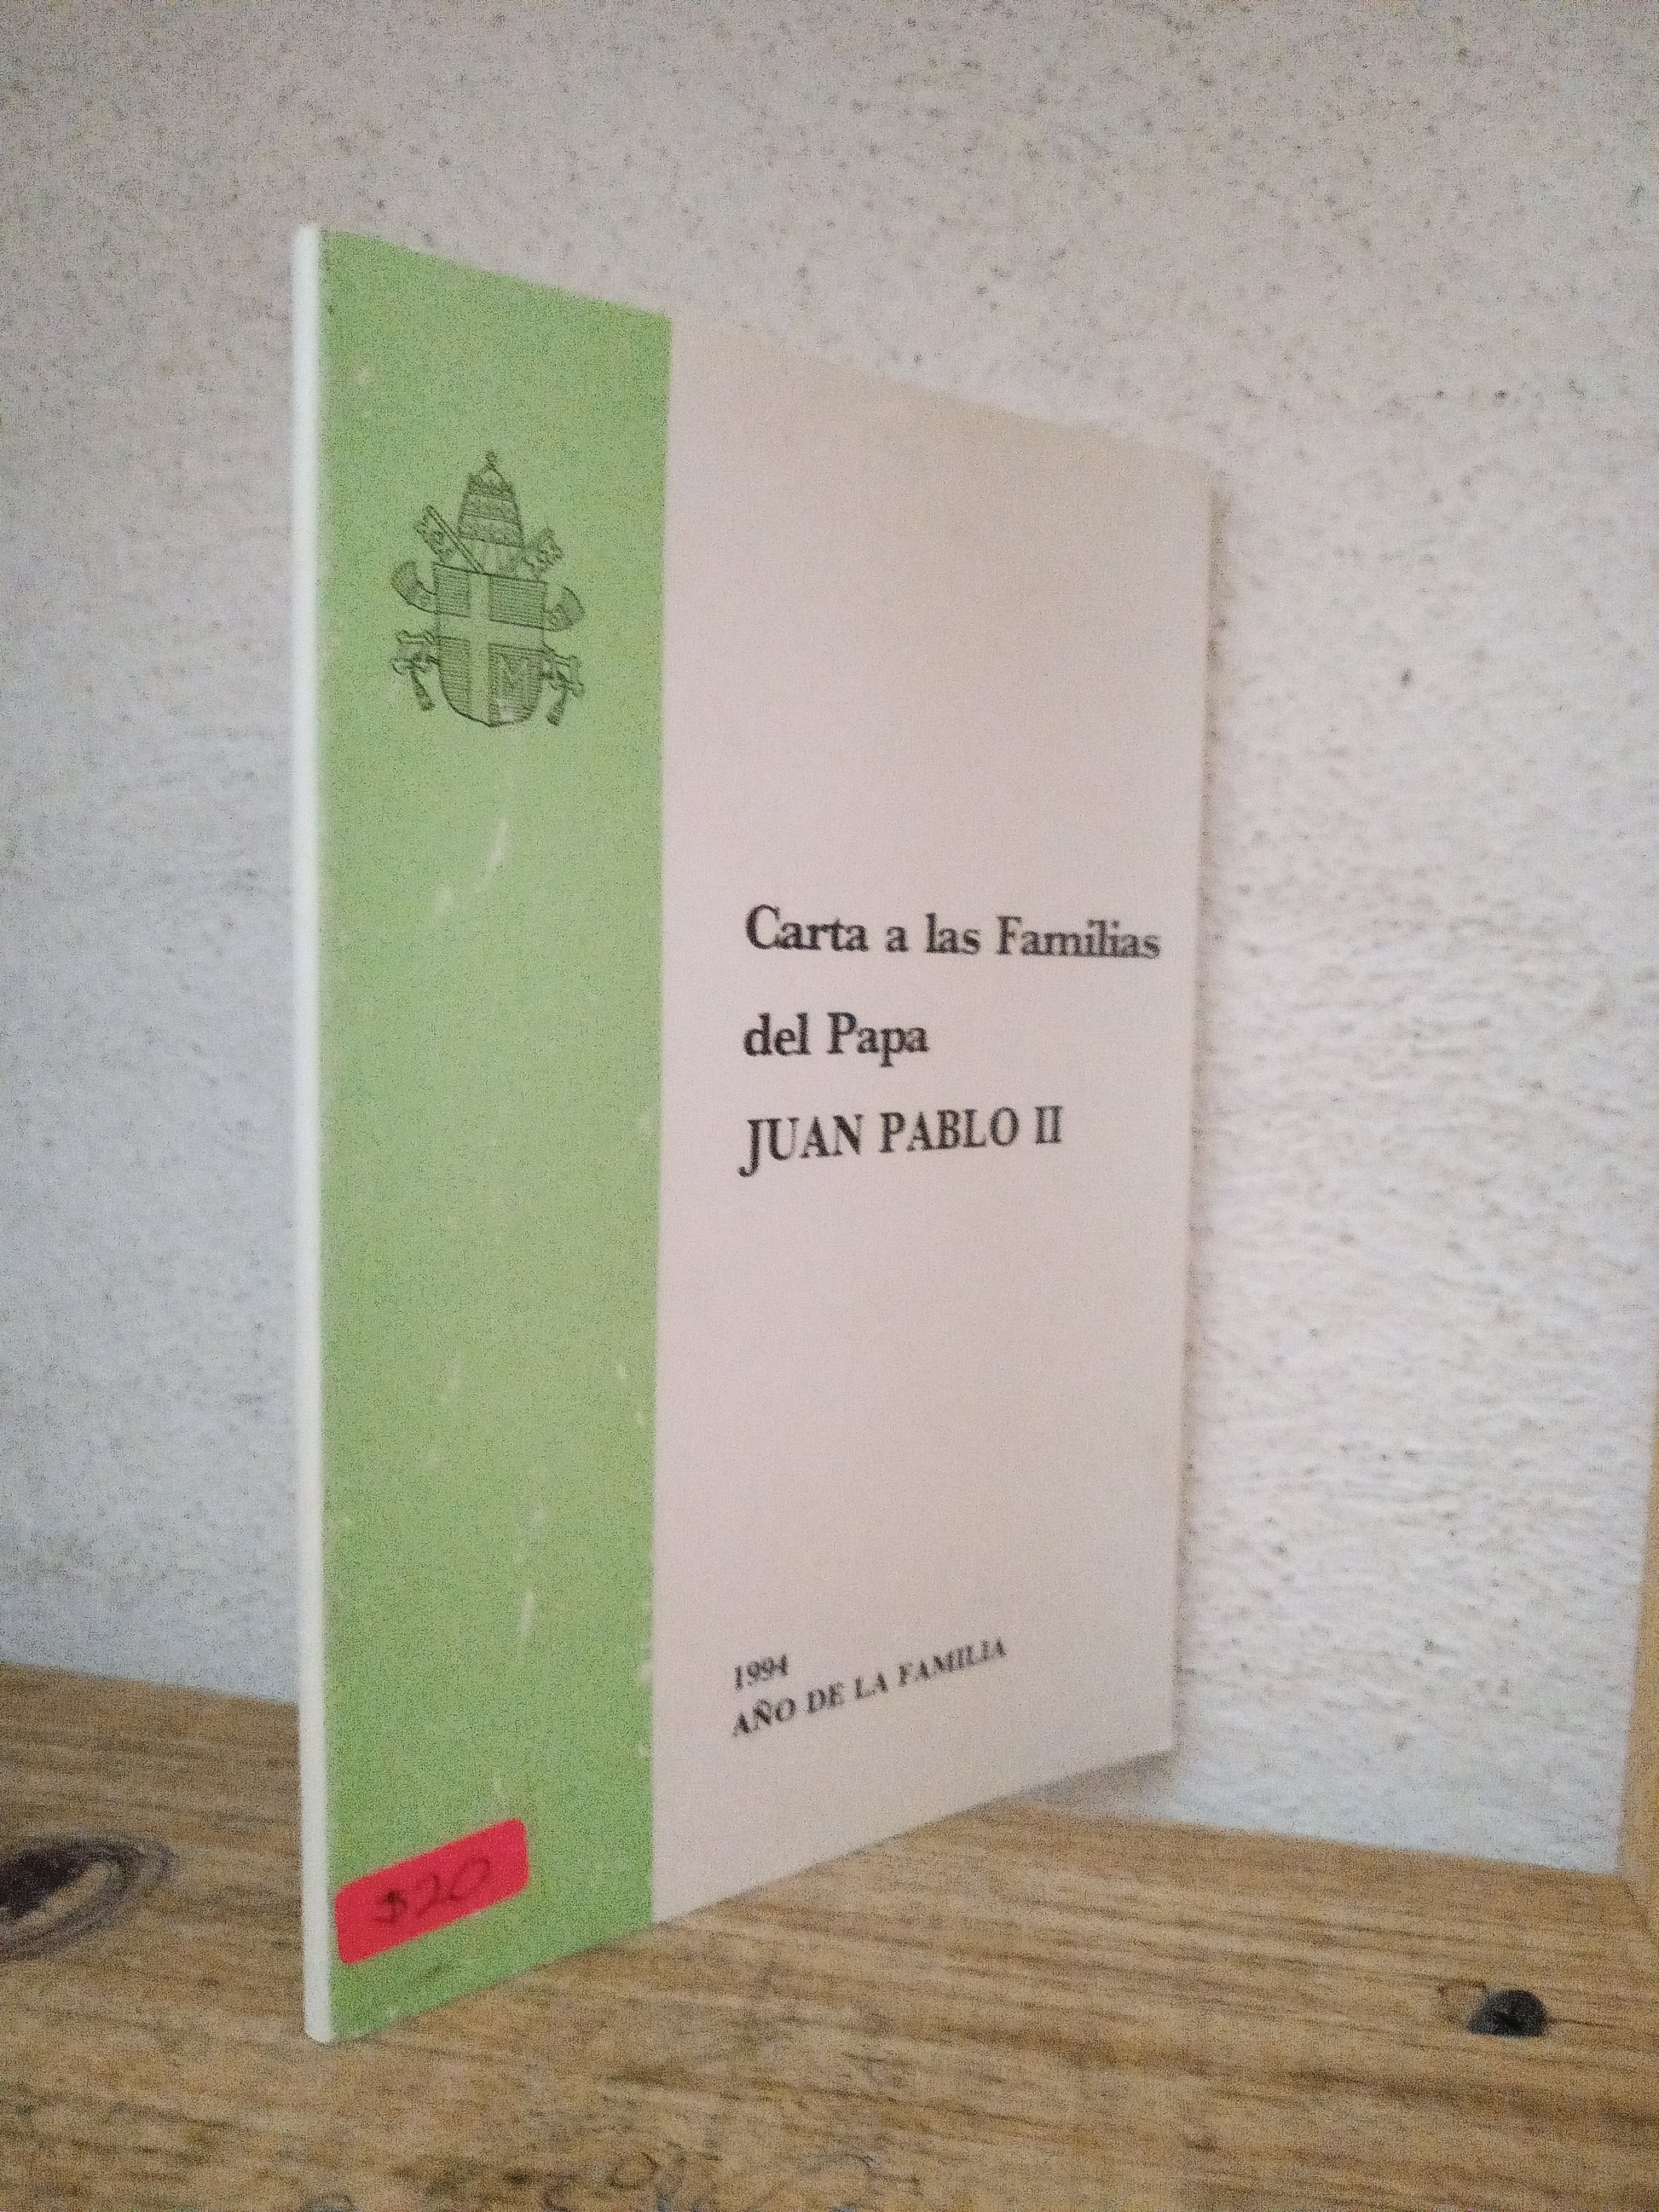 Carta a las Familias
del Papa
JUAN PABLO II
1994
AÑO DE LA FAMILIA
$20